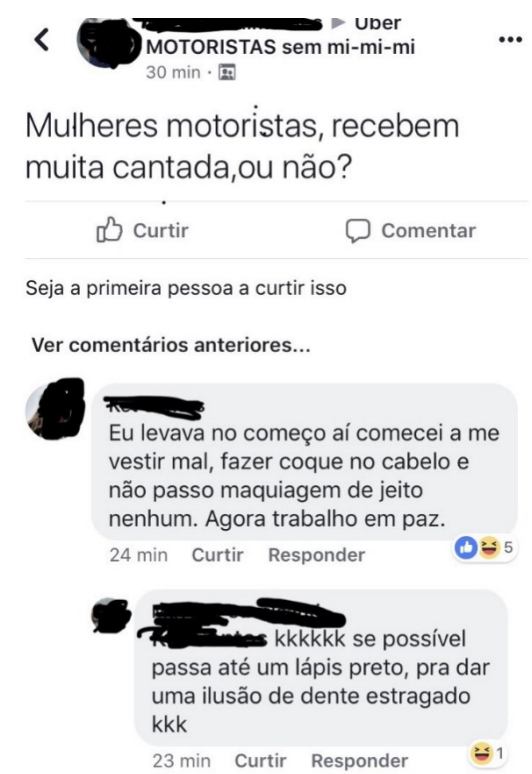 Uber
MOTORISTAS sem mi-mi-mi
30 min
Mulheres motoristas, recebem
muita cantada,ou não?
Curtir
Comentar
Seja a primeira pessoa a curtir isso
Ver comentários anteriores...
Eu levava no começo aí comecei a me
vestir mal, fazer coque no cabelo e
não passo maquiagem de jeito
nenhum. Agora trabalho em paz.
24 min Curtir Responder
5
kkkkkk se possível
passa até um lápis preto, pra dar
uma ilusão de dente estragado
kkk
23 min Curtir Responder
1